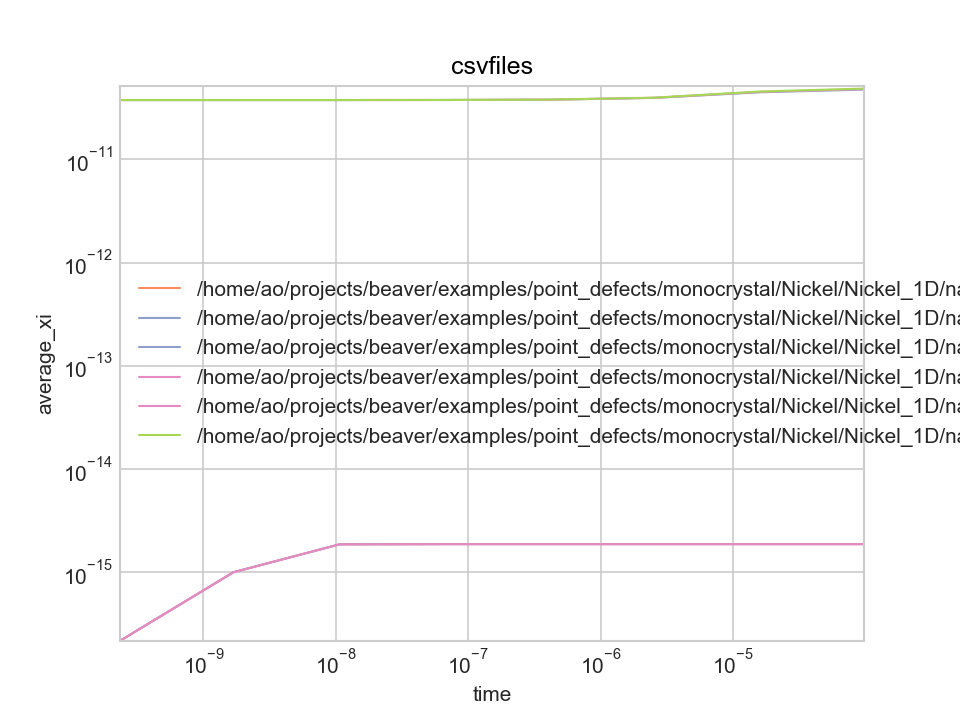 csvfiles
10⁻¹¹
10⁻¹²
10⁻¹³
10⁻¹⁴
10⁻¹⁵
average_xi
/home/ao/projects/beaver/examples/point_defects/monocrystal/Nickel/Nickel_1D/na
/home/ao/projects/beaver/examples/point_defects/monocrystal/Nickel/Nickel_1D/na
/home/ao/projects/beaver/examples/point_defects/monocrystal/Nickel/Nickel_1D/na
/home/ao/projects/beaver/examples/point_defects/monocrystal/Nickel/Nickel_1D/na
/home/ao/projects/beaver/examples/point_defects/monocrystal/Nickel/Nickel_1D/na
/home/ao/projects/beaver/examples/point_defects/monocrystal/Nickel/Nickel_1D/na
10⁻⁹ 10⁻⁸ 10⁻⁷ 10⁻⁶ 10⁻⁵
time